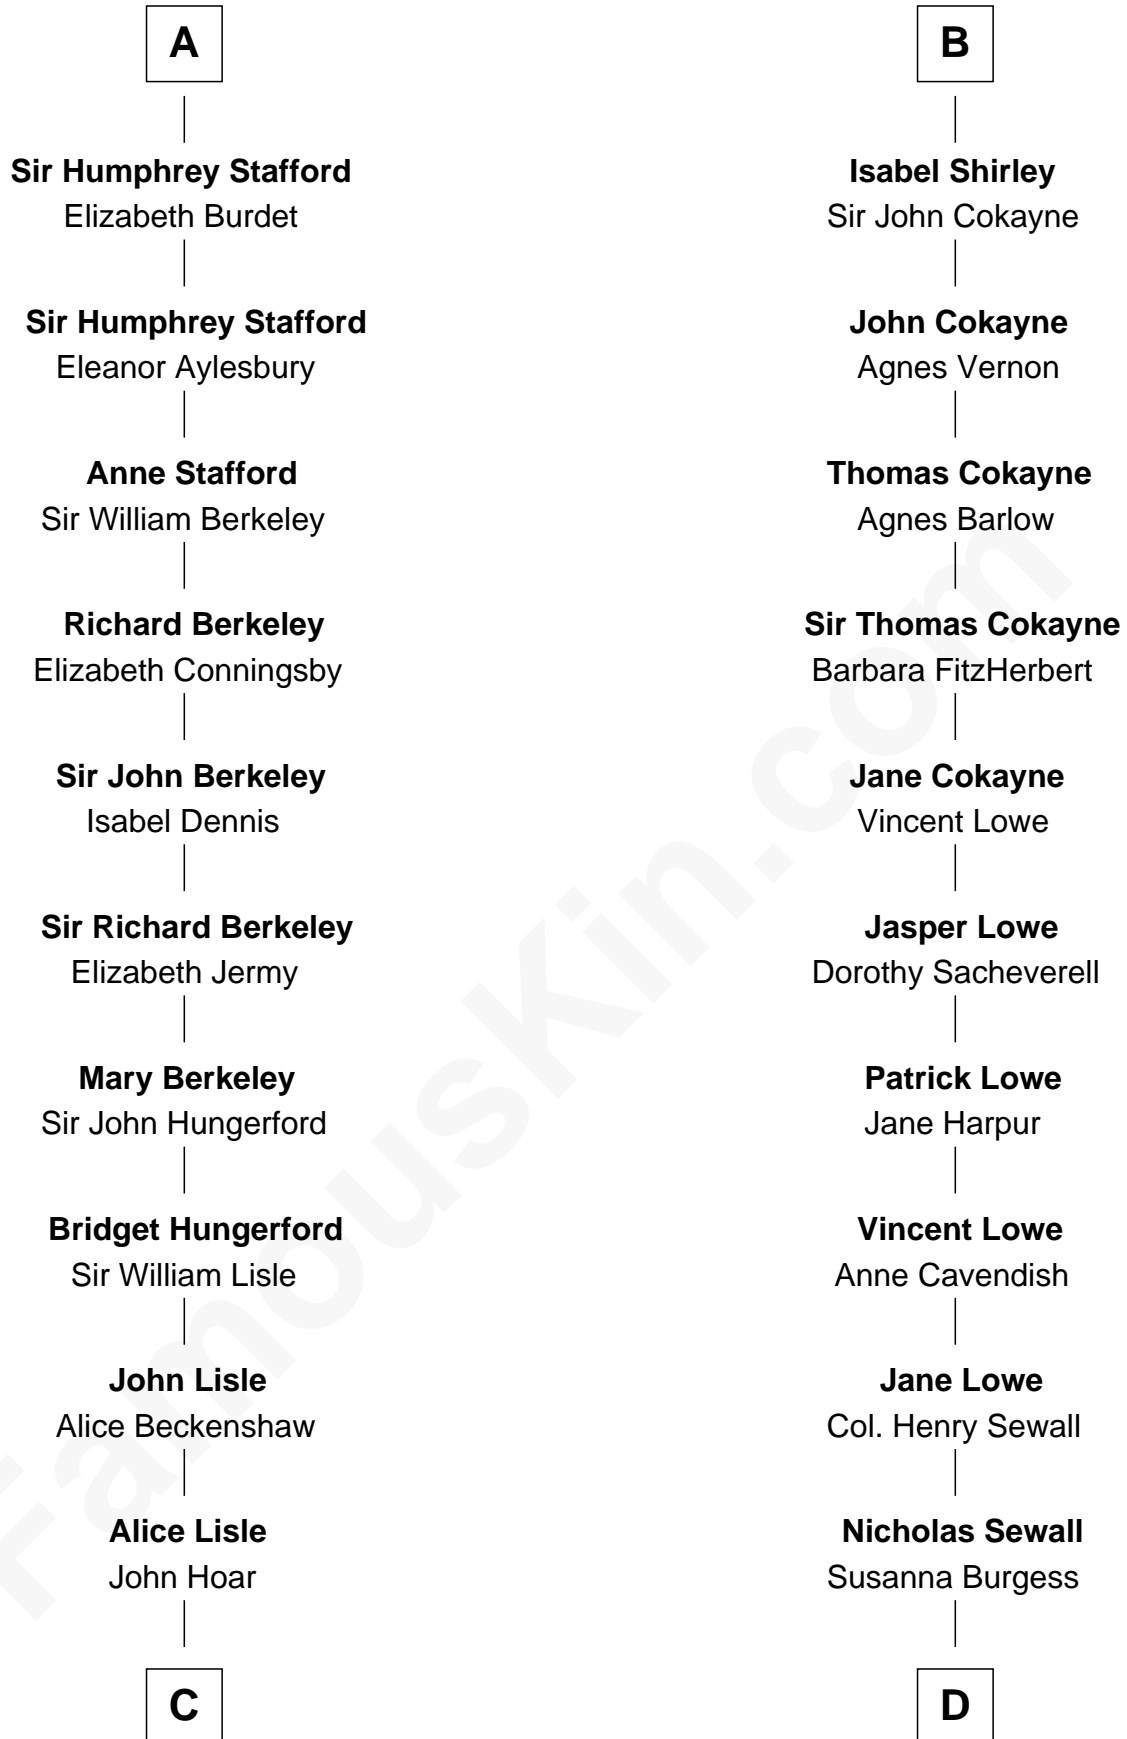 A
Sir Humphrey Stafford
Elizabeth Burdet
Sir Humphrey Stafford
Eleanor Aylesbury
Anne Stafford
Sir William Berkeley
Richard Berkeley
Elizabeth Conningsby
Sir John Berkeley
Isabel Dennis
Sir Richard Berkeley
Elizabeth Jermy
Mary Berkeley
Sir John Hungerford
Bridget Hungerford
Sir William Lisle
John Lisle
Alice Beckenshaw
Alice Lisle
John Hoar
C
B
Isabel Shirley
Sir John Cokayne
John Cokayne
Agnes Vernon
Thomas Cokayne
Agnes Barlow
Sir Thomas Cokayne
Barbara FitzHerbert
Jane Cokayne
Vincent Lowe
Jasper Lowe
Dorothy Sacheverell
Patrick Lowe
Jane Harpur
Vincent Lowe
Anne Cavendish
Jane Lowe
Col. Henry Sewall
Nicholas Sewall
Susanna Burgess
D
FamousKin.com